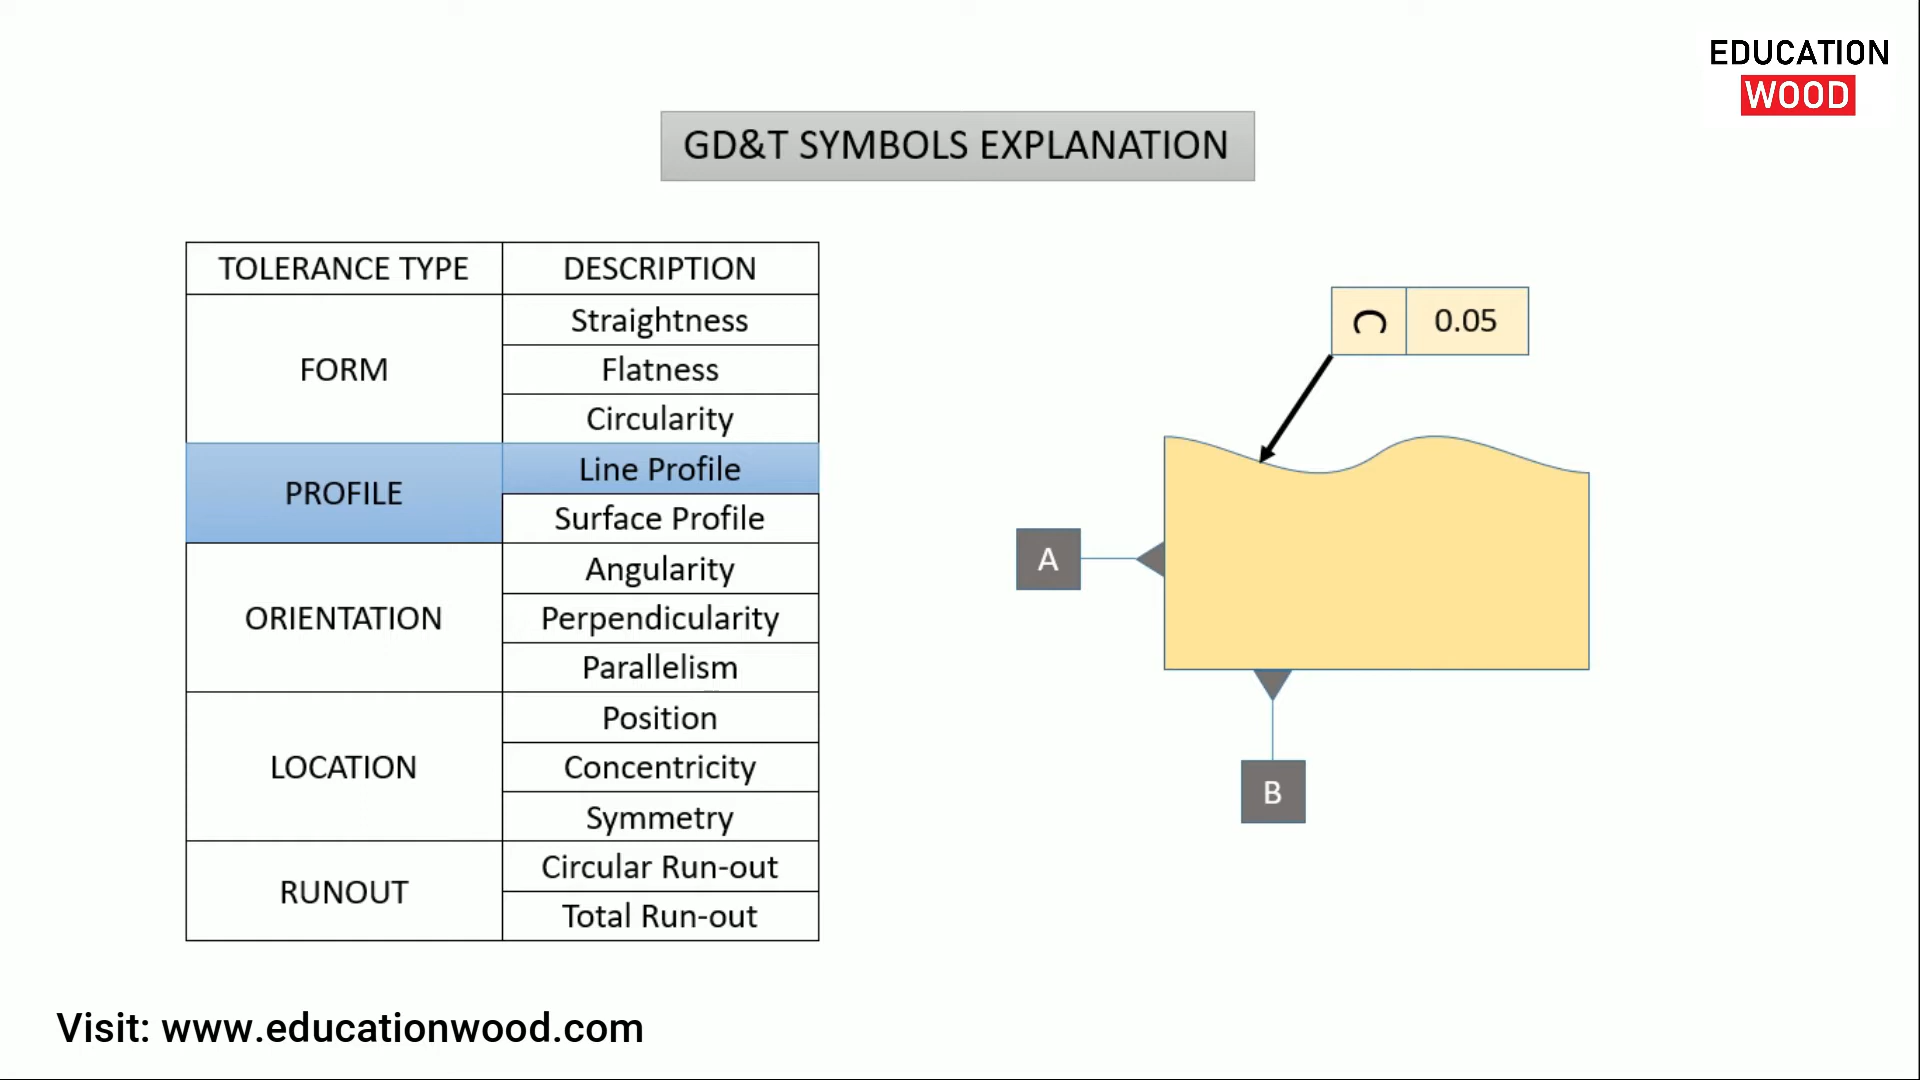 EDUCATION
WOOD
GD&T SYMBOLS EXPLANATION
TOLERANCE TYPE DESCRIPTION
FORM
Straightness
Flatness
Circularity
PROFILE
Line Profile
Surface Profile
ORIENTATION
Angularity
Perpendicularity
Parallelism
LOCATION
Position
Concentricity
Symmetry
RUNOUT
Circular Run-out
Total Run-out
0.05
A
B
Visit: www.educationwood.com